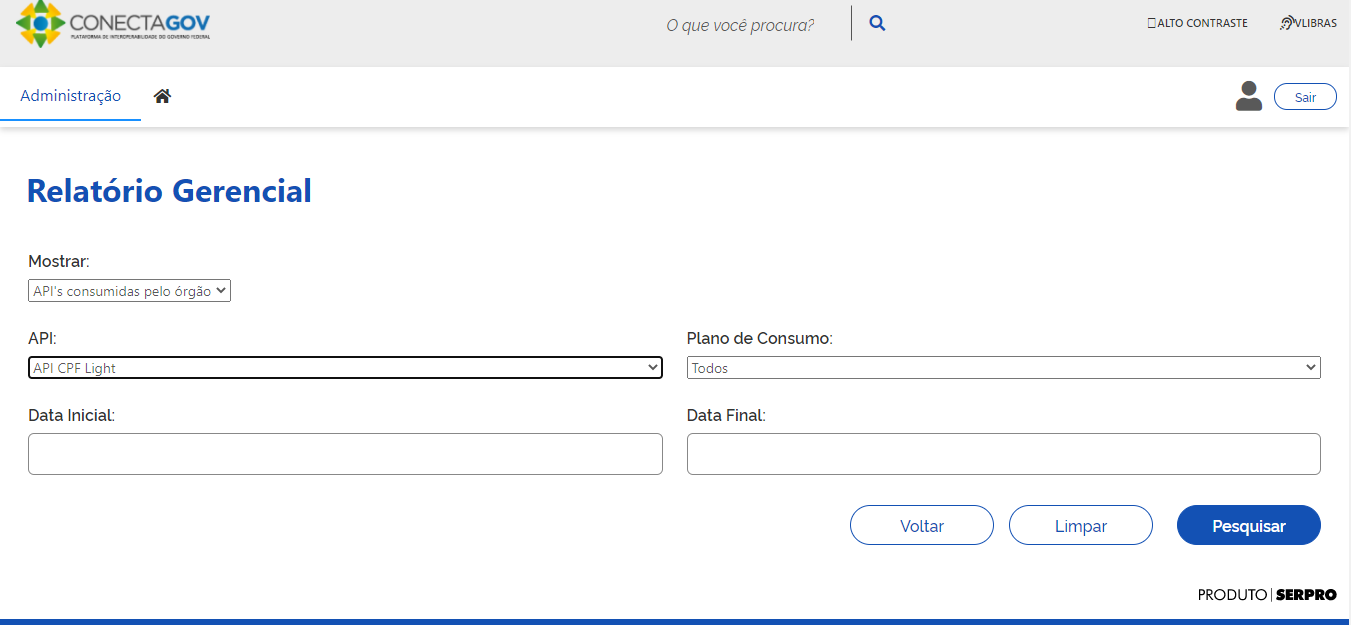 CONECTAGOV
PLATAFORMA DE INTEROPERABILIDADE DO GOVERNO FEDERAL
O que você procura?
ALTO CONTRASTE
VLIBRAS
Administração
Sair
Relatório Gerencial
Mostrar:
API's consumidas pelo órgão
API:
Plano de Consumo:
API CPF Light
Todos
Data Inicial:
Data Final:
Voltar
Limpar
Pesquisar
PRODUTO | SERPRO